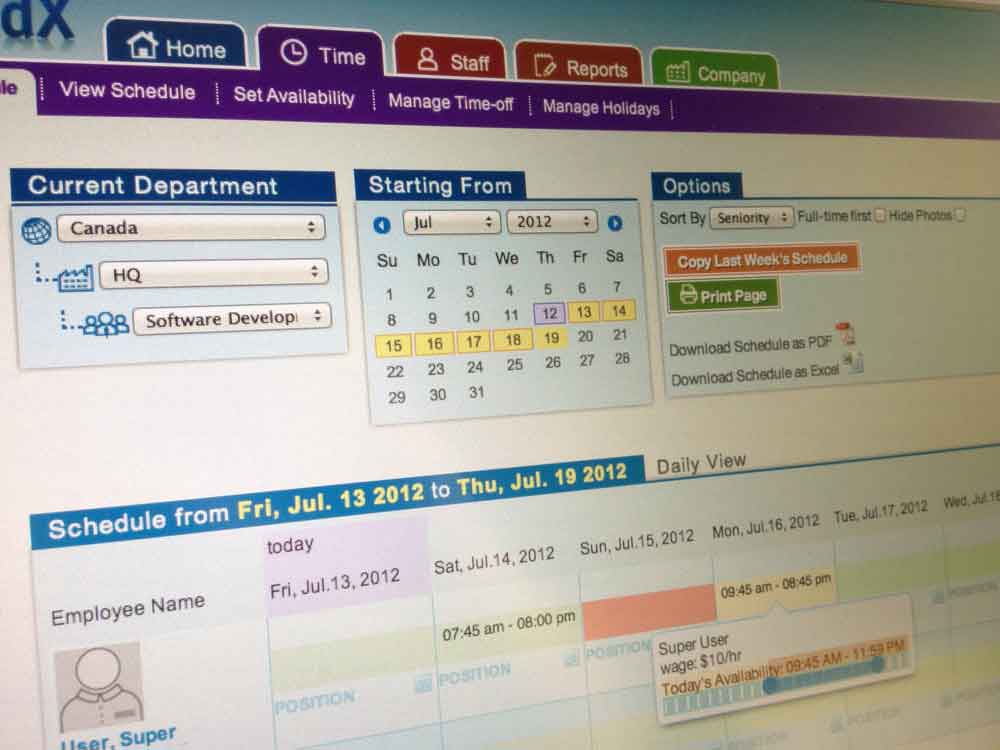 dX
Home
Time
Staff
Reports
Company
View Schedule
Set Availability
Manage Time-off
Manage Holidays
Current Department
Canada
HQ
Software Develop
Starting From
Jul
2012
Su Mo Tu We Th Fr Sa
1 2 3 4 5 6 7
8 9 10 11 12 13 14
15 16 17 18 19 20 21
22 23 24 25 26 27 28
29 30 31
Options
Sort By Seniority Full-time first Hide Photos
Copy Last Week's Schedule
Print Page
Download Schedule as PDF
Download Schedule as Excel
Schedule from Fri, Jul. 13 2012 to Thu, Jul. 19 2012
Daily View
Employee Name
today
Fri, Jul.13, 2012
Sat, Jul.14, 2012
Sun, Jul.15, 2012
Mon, Jul.16, 2012
Tue, Jul.17, 2012
Wed, Jul.18
07:45 am - 08:00 pm
09:45 am - 08:45 pm
POSITION
POSITION
POSITION
POSITION
Super User
wage: $10/hr
Today's Availability: 09:45 AM - 11:59 PM
User, Super
POSITION
POSITION